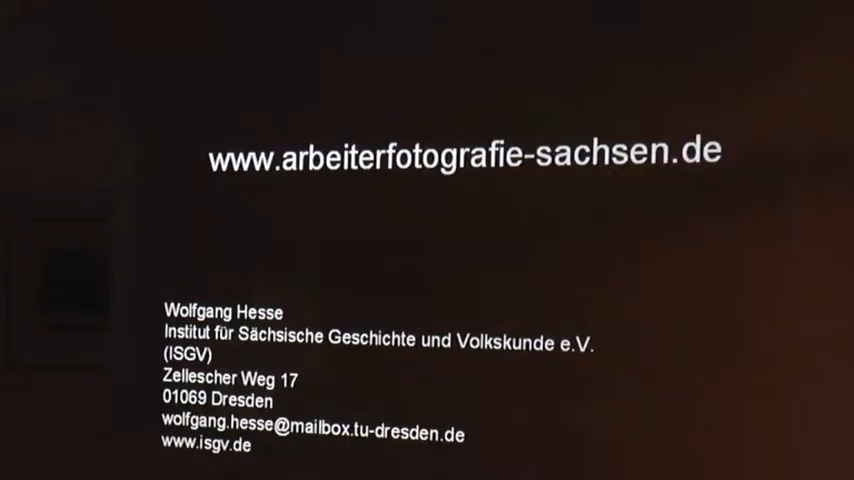 www.arbeiterfotografie-sachsen.de
Wolfgang Hesse
Institut für Sächsische Geschichte und Volkskunde e.V.
(ISGV)
Zellescher Weg 17
01069 Dresden
wolfgang.hesse@mailbox.tu-dresden.de
www.isgv.de